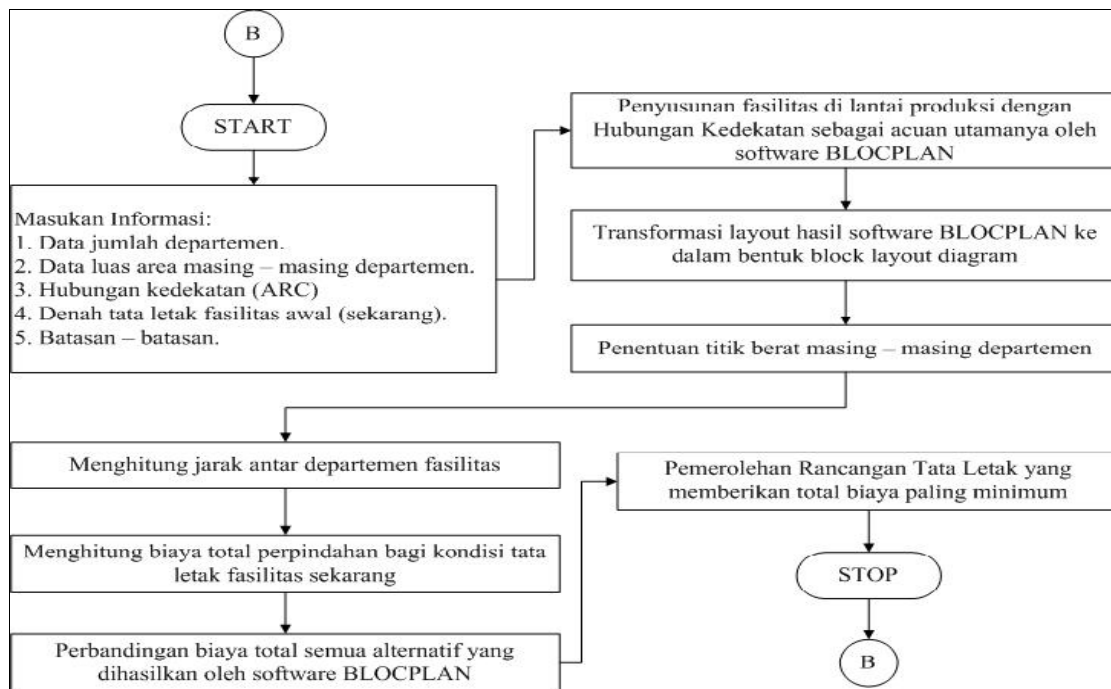 B
START
Masukan Informasi:
1. Data jumlah departemen.
2. Data luas area masing – masing departemen.
3. Hubungan kedekatan (ARC)
4. Denah tata letak fasilitas awal (sekarang).
5. Batasan – batasan.
Penyusunan fasilitas di lantai produksi dengan
Hubungan Kedekatan sebagai acuan utamanya oleh
software BLOCPLAN
Transformasi layout hasil software BLOCPLAN ke
dalam bentuk block layout diagram
Penentuan titik berat masing – masing departemen
Menghitung jarak antar departemen fasilitas
Menghitung biaya total perpindahan bagi kondisi tata
letak fasilitas sekarang
Perbandingan biaya total semua alternatif yang
dihasilkan oleh software BLOCPLAN
Pemerolehan Rancangan Tata Letak yang
memberikan total biaya paling minimum
STOP
B